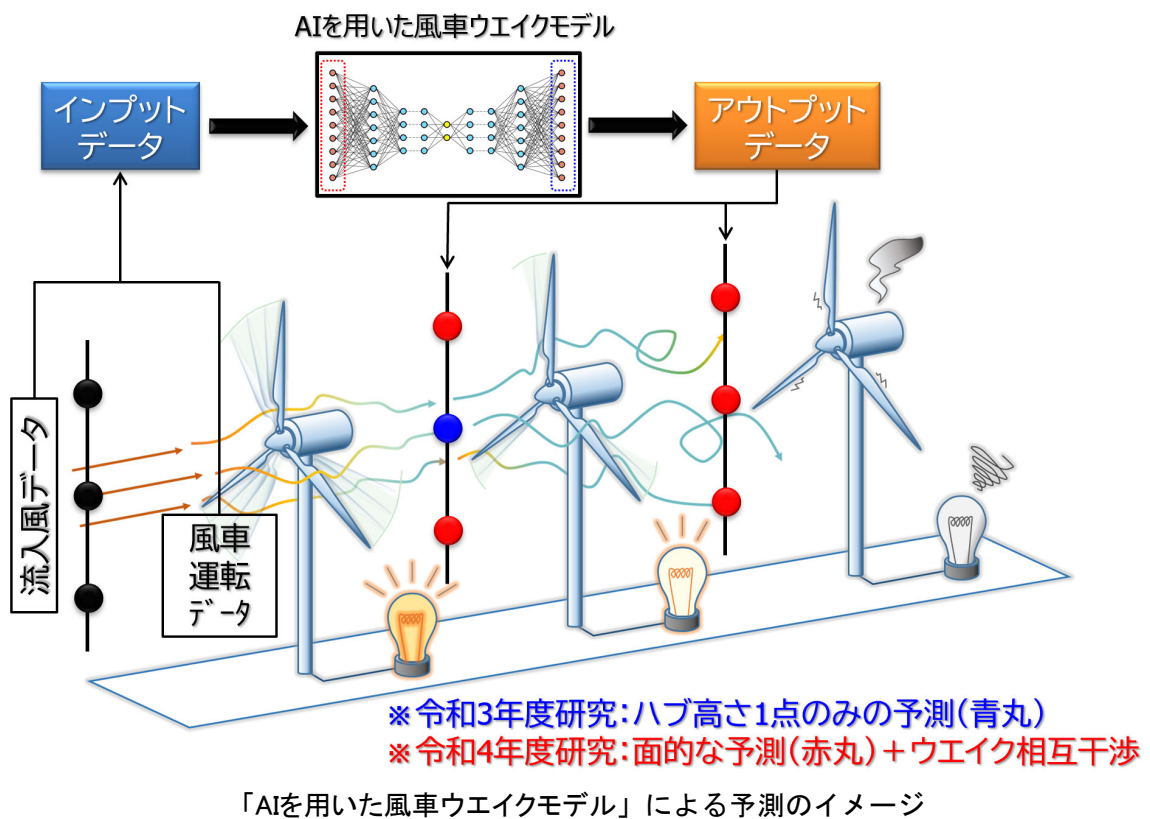 AIを用いた風車ウエイクモデル
インプット
データ
アウトプット
データ
流入風データ
風車
運転
データ
※令和3年度研究：ハブ高さ1点のみの予測（青丸）
※令和4年度研究：面的な予測（赤丸）＋ウエイク相互干渉
「AIを用いた風車ウエイクモデル」による予測のイメージ